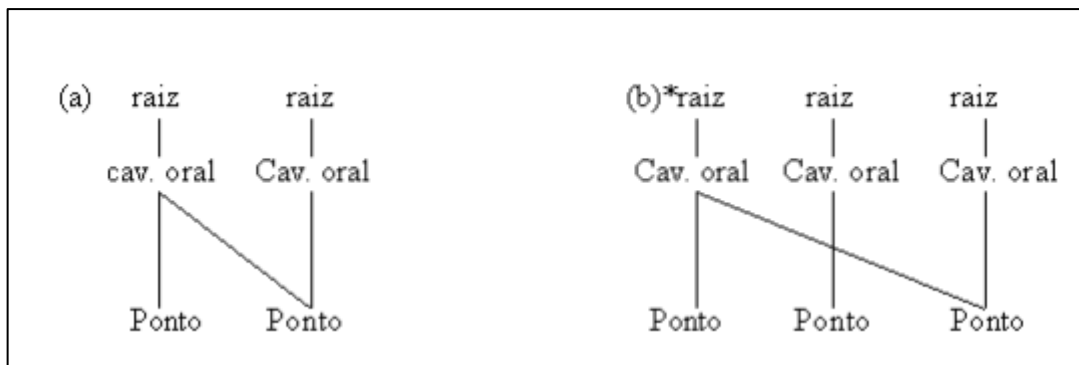 (a) raiz raiz (b)*raiz raiz raiz
cav. oral Cav. oral Cav. oral Cav. oral Cav. oral
Ponto Ponto Ponto Ponto Ponto